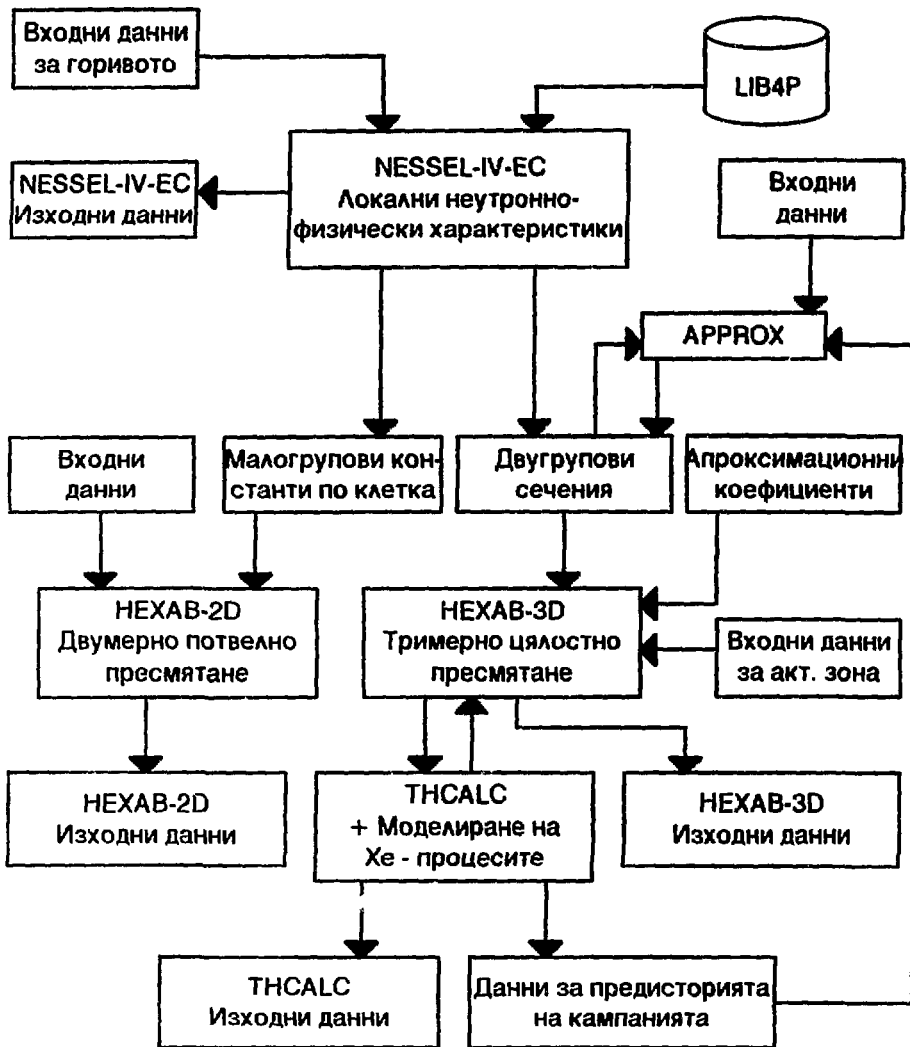 Входни данни
за горивото
LIB4P
NESSEL-IV-EC
Локални неутронно-
физически характеристики
NESSEL-IV-EC
Изходни данни
Входни
данни
APPROX
Входни
данни
Малогрупови кон-
станти по клетка
Двугрупови
сечения
Апроксимационни
коефициенти
HEXAB-2D
Двумерно потвелно
пресмятане
HEXAB-3D
Тримерно цялостно
пресмятане
Входни данни
за акт. зона
HEXAB-2D
Изходни данни
THCALC
+ Моделиране на
Xe - процесите
HEXAB-3D
Изходни данни
THCALC
Изходни данни
Данни за предисторията
на кампанията